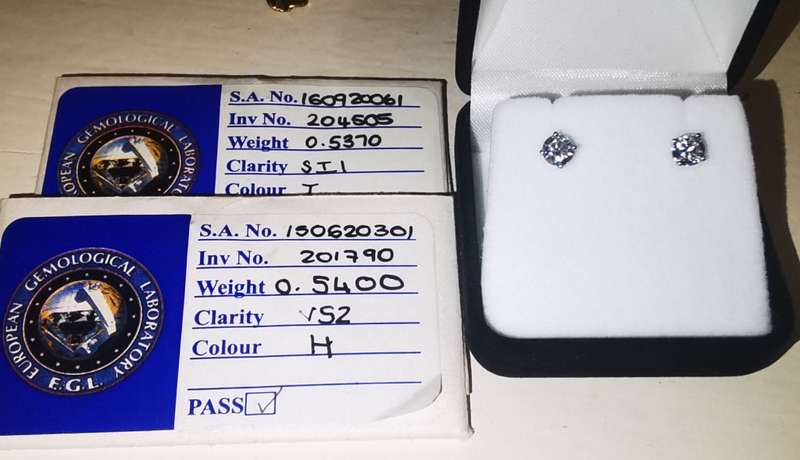 S.A. No. 160920061
Inv No. 204605
Weight 0.5370
Clarity SI1
Colour I
EUROPEAN GEMOLOGICAL LABORATORY
S.A. No. 150620301
Inv No. 201790
Weight 0.5400
Clarity VS2
Colour H
PASS
EUROPEAN GEMOLOGICAL LABORATORY
E.G.L.